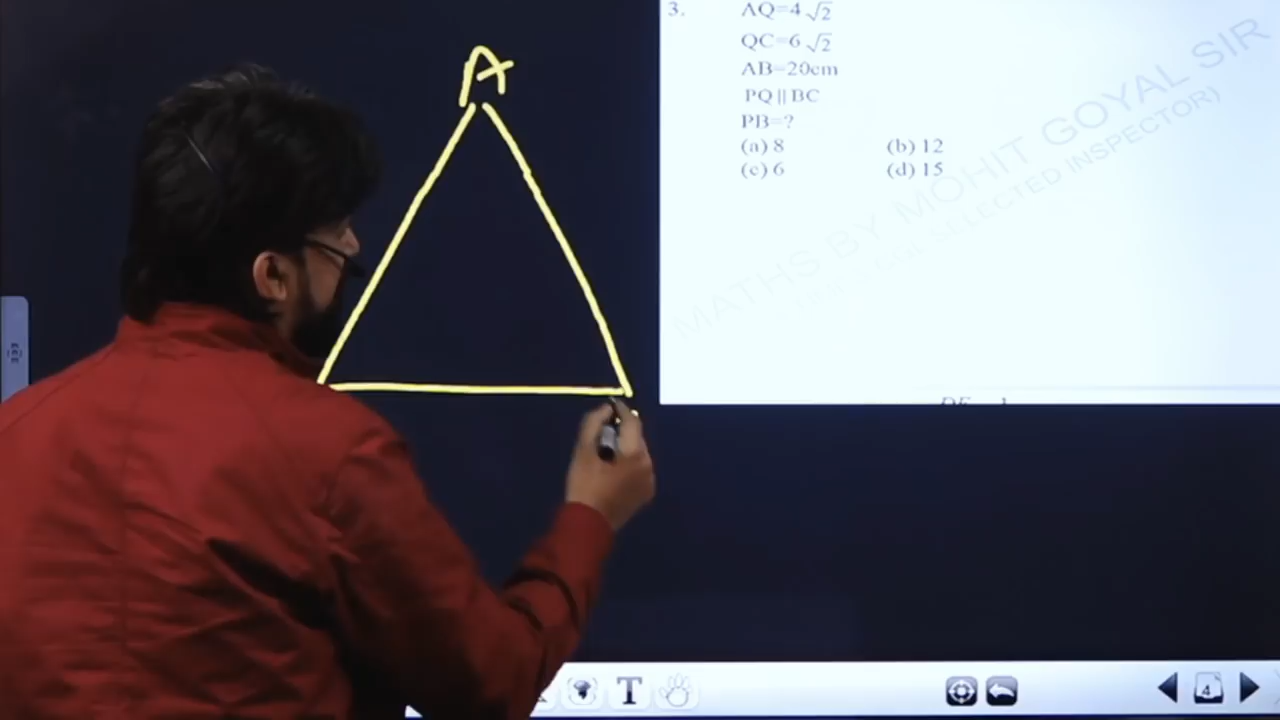 A
3. AQ=4√2
QC=6√2
AB=20cm
PQ||BC
PB=?
(a) 8 (b) 12
(c) 6 (d) 15
MATHS BY MOHIT GOYAL SIR
SELECTED INSPECTOR)
T
4